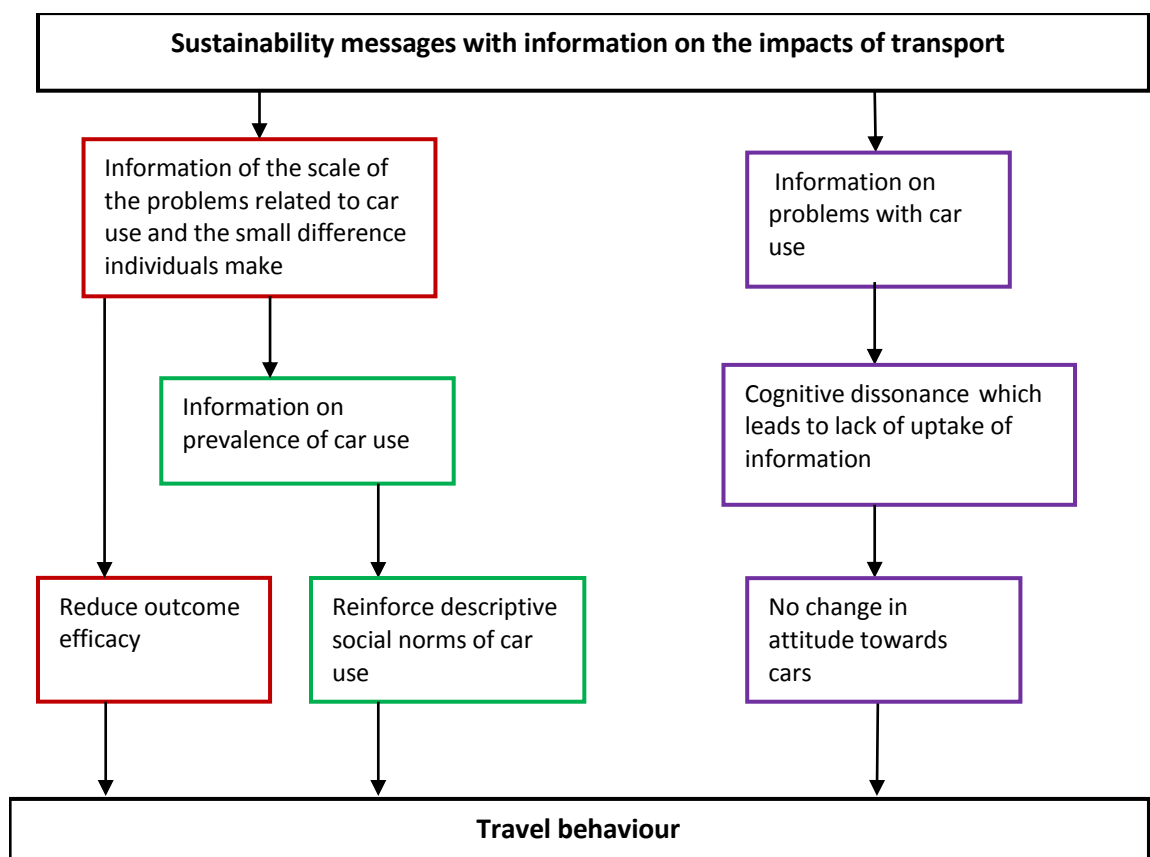 Sustainability messages with information on the impacts of transport
Information of the scale of
the problems related to car
use and the small difference
individuals make
Information on
problems with car
use
Information on
prevalence of car use
Cognitive dissonance which
leads to lack of uptake of
information
Reduce outcome
efficacy
Reinforce descriptive
social norms of car
use
No change in
attitude towards
cars
Travel behaviour